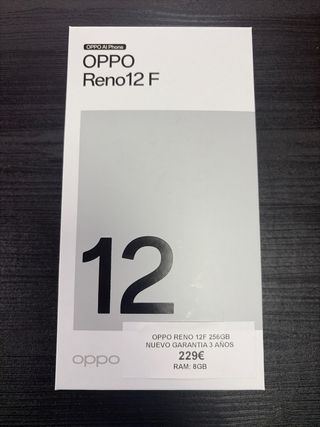 OPPO AI Phone
OPPO
Reno12 F
12
OPPO RENO 12F 256GB
NUEVO GARANTIA 3 AÑOS
229€
RAM: 8GB
oppo